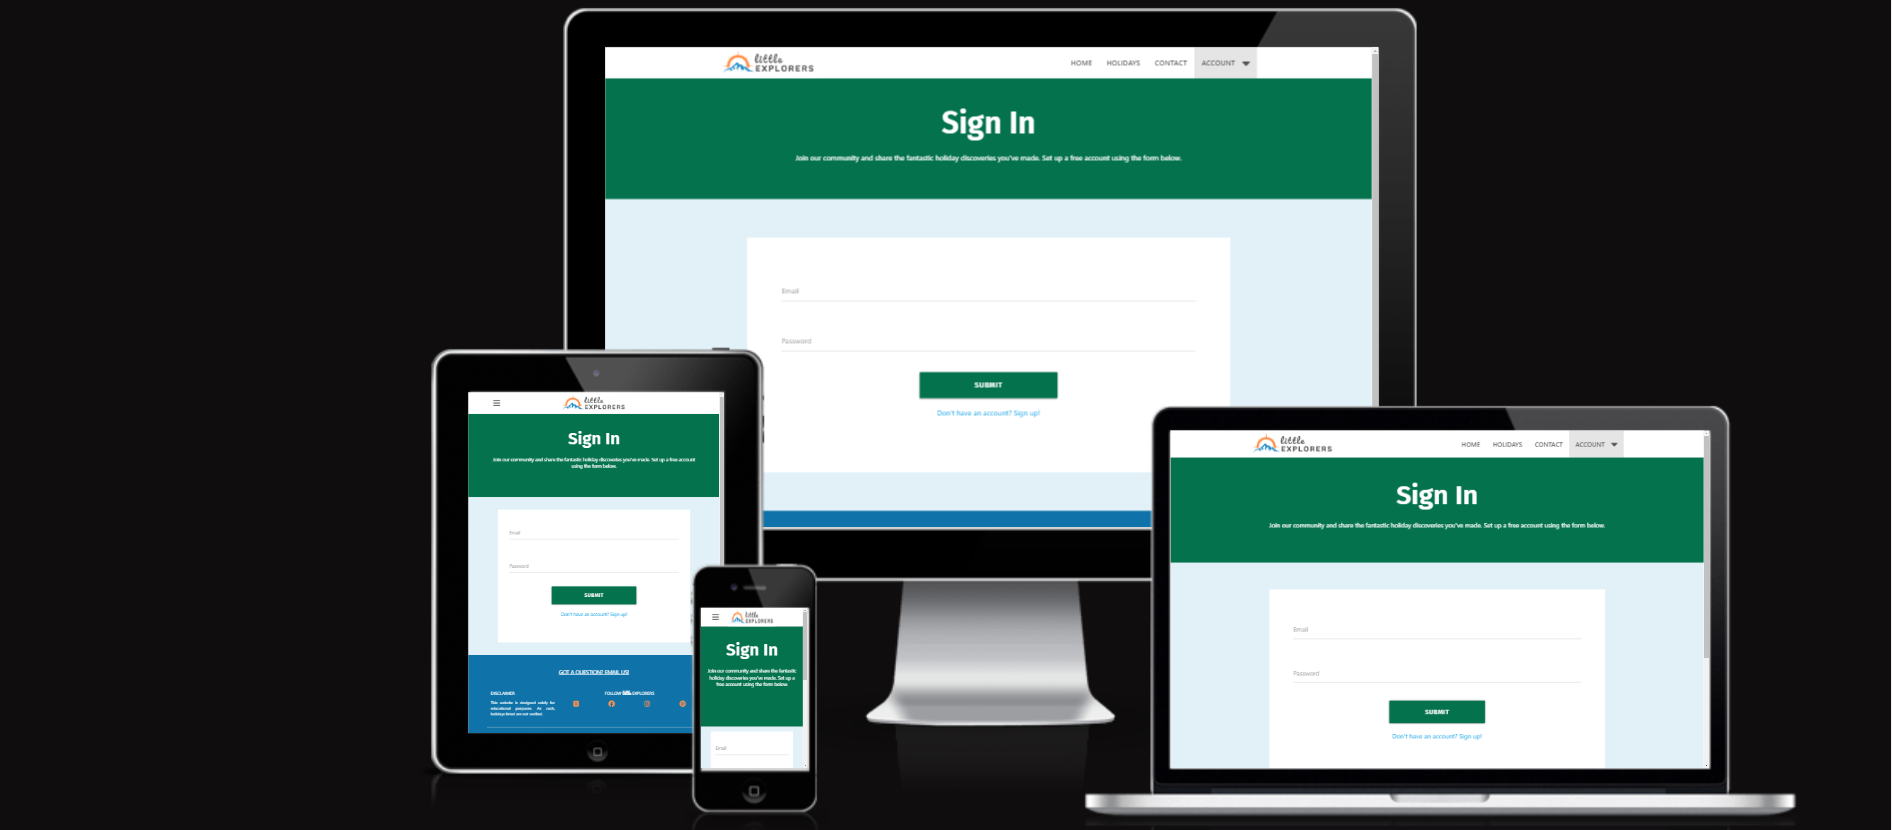 little
EXPLORERS
HOME HOLIDAYS CONTACT ACCOUNT
Sign In
Join our community and share the fantastic holiday discoveries you've made. Set up a free account using the form below.
Email
Password
SUBMIT
Don't have an account? Sign up!
little
EXPLORERS
Sign In
Join our community and share the fantastic holiday discoveries you've made. Set up a free account
using the form below.
Email
Password
SUBMIT
Don't have an account? Sign up!
GOT A QUESTION? EMAIL US!
DISCLAIMER
This website is designed solely for
educational purposes. As such,
holidays listed are not verified.
FOLLOW little EXPLORERS
little
EXPLORERS
Sign In
Join our community and share the fantastic
holiday discoveries you've made. Set up a
free account using the form below.
Email
little
EXPLORERS
HOME HOLIDAYS CONTACT ACCOUNT
Sign In
Join our community and share the fantastic holiday discoveries you've made. Set up a free account using the form below.
Email
Password
SUBMIT
Don't have an account? Sign up!